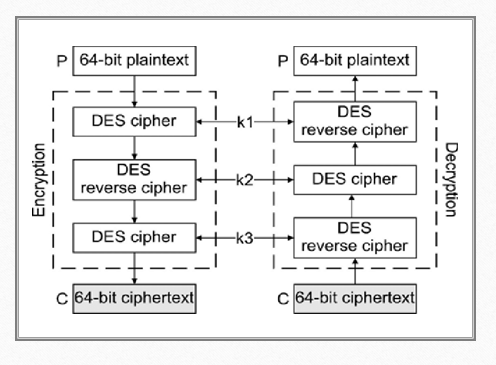 P 64-bit plaintext
DES cipher
DES
reverse cipher
DES cipher
C 64-bit ciphertext
Encryption
k1
k2
k3
P 64-bit plaintext
DES
reverse cipher
DES cipher
DES
reverse cipher
C 64-bit ciphertext
Decryption